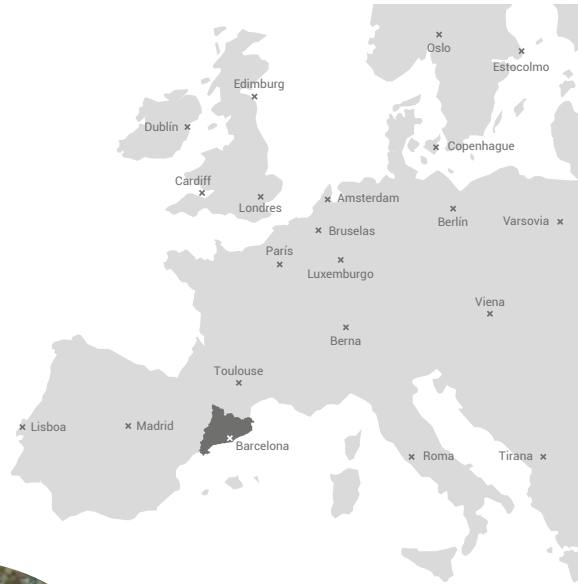 Oslo
Estocolmo
Edimburg
Dublín
Copenhague
Cardiff
Londres
Amsterdam
Berlín
Varsovia
Bruselas
París
Luxemburgo
Viena
Berna
Toulouse
Lisboa
Madrid
Barcelona
Roma
Tirana